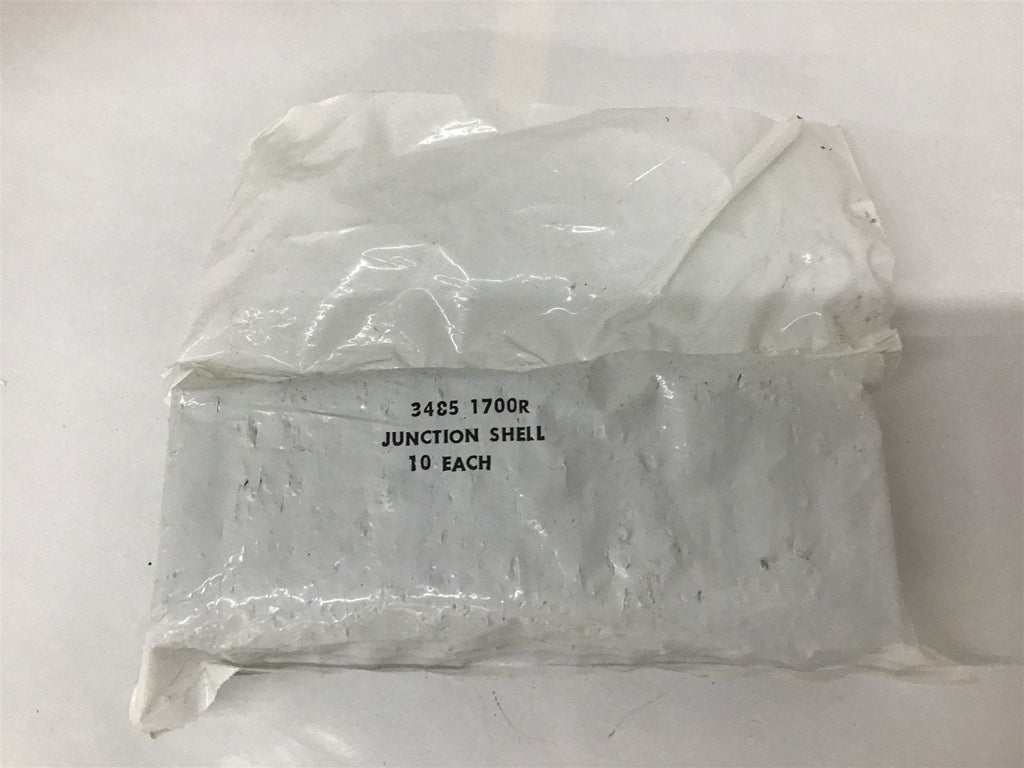 3485 1700R
JUNCTION SHELL
10 EACH